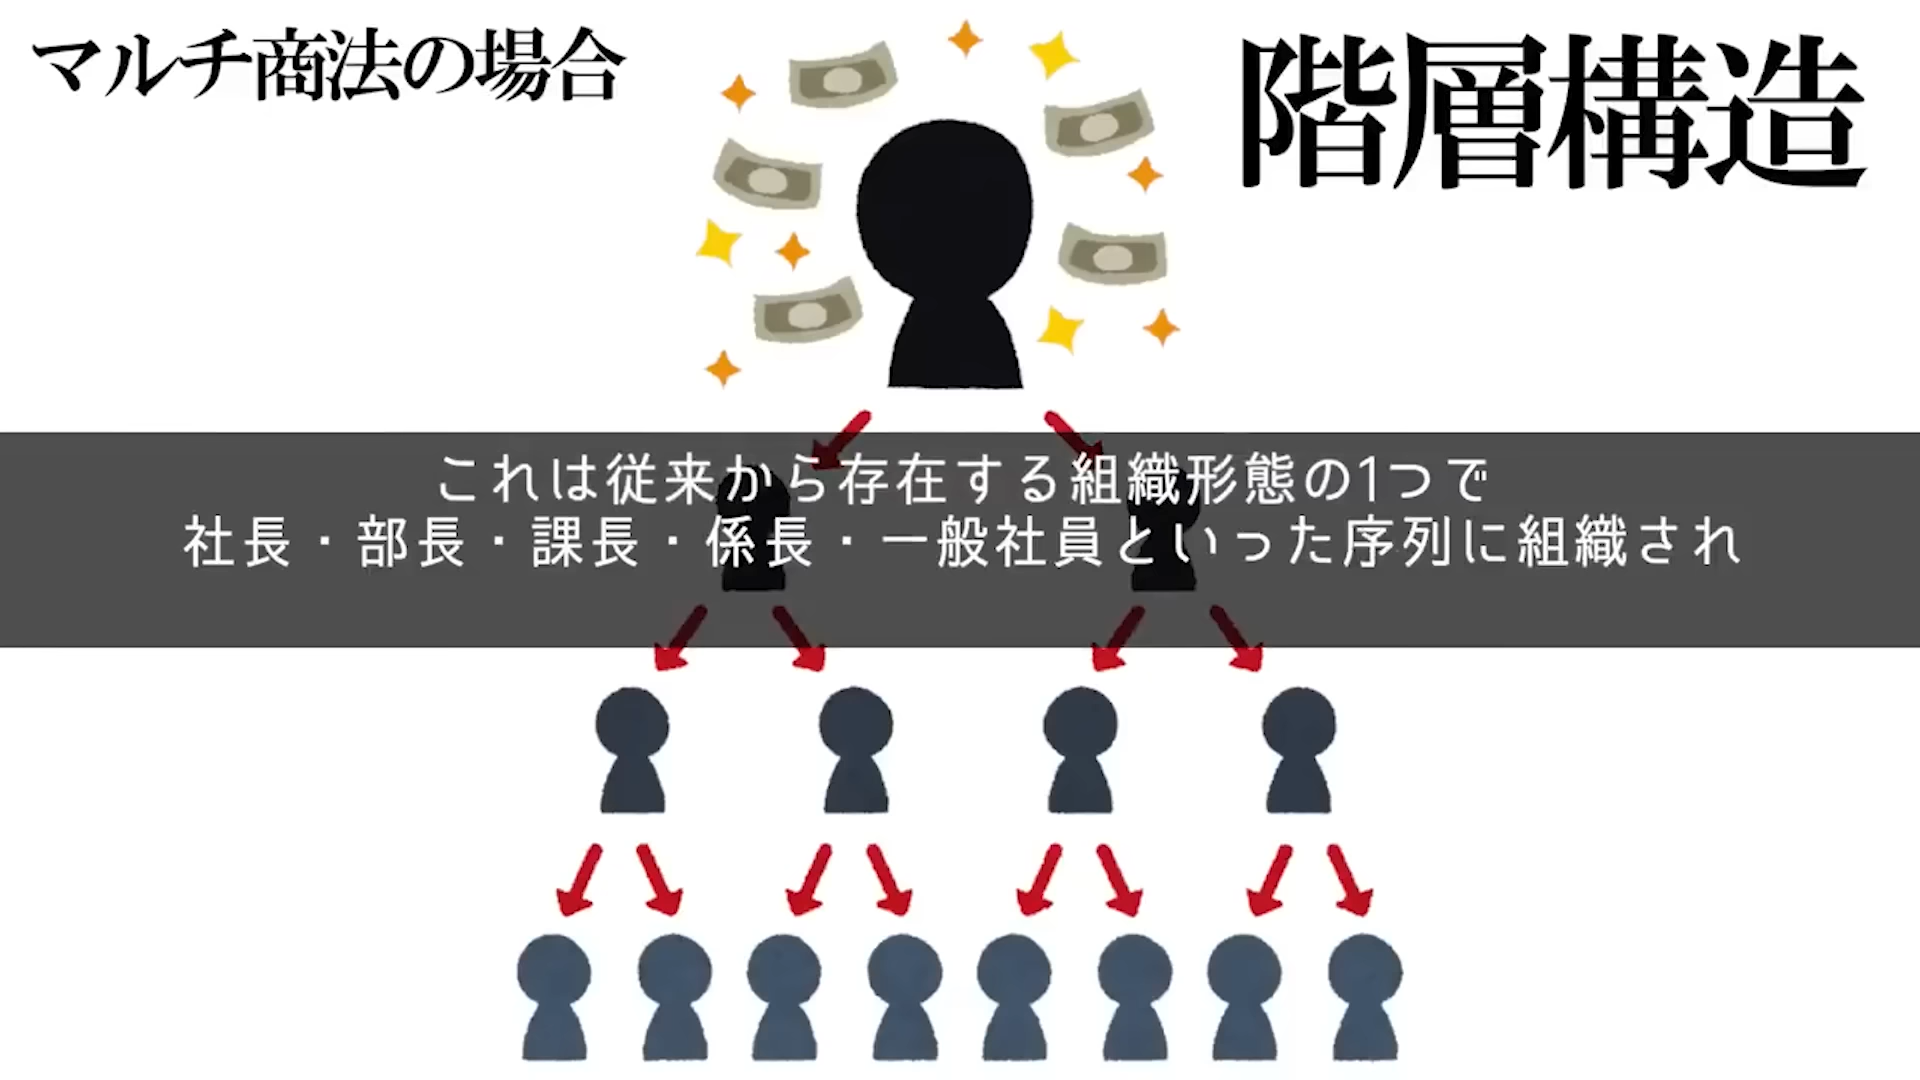 マルチ商法の場合
階層構造
これは従来から存在する組織形態の1つで
社長・部長・課長・係長・一般社員といった序列に組織され